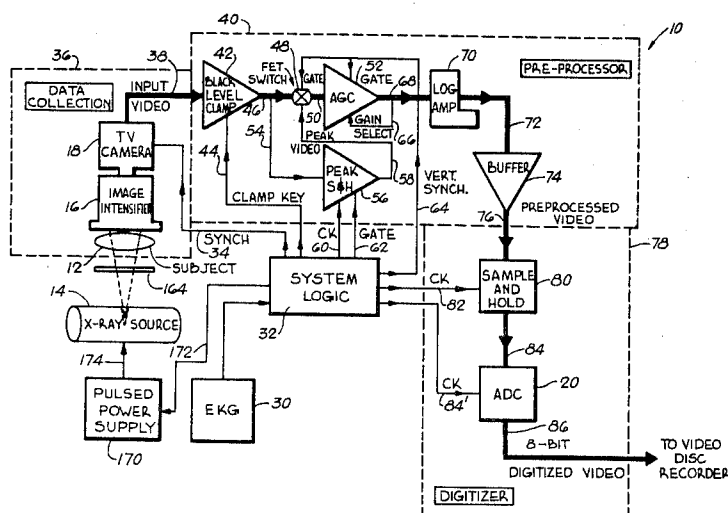 40
10
36
38
42
48
FET
SWITCH
52
70
DATA
COLLECTION
INPUT
VIDEO
BLACK
LEVEL
CLAMP
46
GATE
50
AGC
GATE
68
LOG
AMP
PRE-PROCESSOR
GAIN
SELECT
66
18
TV
CAMERA
54
PEAK
VIDEO
58
72
44
PEAK
S&H
56
VERT.
SYNCH.
64
BUFFER
74
16
IMAGE
INTENSIFIER
CLAMP KEY
CK
60
GATE
62
76
PREPROCESSED
VIDEO
78
12
SYNCH
34
SUBJECT
164
SYSTEM
LOGIC
32
CK
82
SAMPLE
AND
HOLD
80
14
X-RAY SOURCE
174
172
84
CK
84'
ADC
20
PULSED
POWER
SUPPLY
170
EKG
30
86
8-BIT
DIGITIZED VIDEO
TO VIDEO
DISC
RECORDER
DIGITIZER